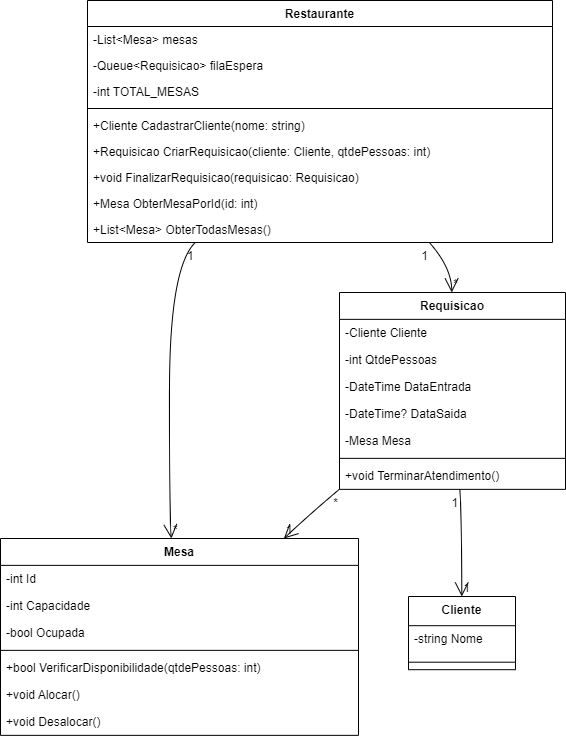 Restaurante
-List<Mesa> mesas
-Queue<Requisicao> filaEspera
-int TOTAL_MESAS
+Cliente CadastrarCliente(nome: string)
+Requisicao CriarRequisicao(cliente: Cliente, qtdePessoas: int)
+void FinalizarRequisicao(requisicao: Requisicao)
+Mesa ObterMesaPorId(id: int)
+List<Mesa> ObterTodasMesas()
1
1
*
Requisicao
-Cliente Cliente
-int QtdePessoas
-DateTime DataEntrada
-DateTime? DataSaida
-Mesa Mesa
+void TerminarAtendimento()
*
1
*
1
Mesa
-int Id
-int Capacidade
-bool Ocupada
+bool VerificarDisponibilidade(qtdePessoas: int)
+void Alocar()
+void Desalocar()
1
Cliente
-string Nome